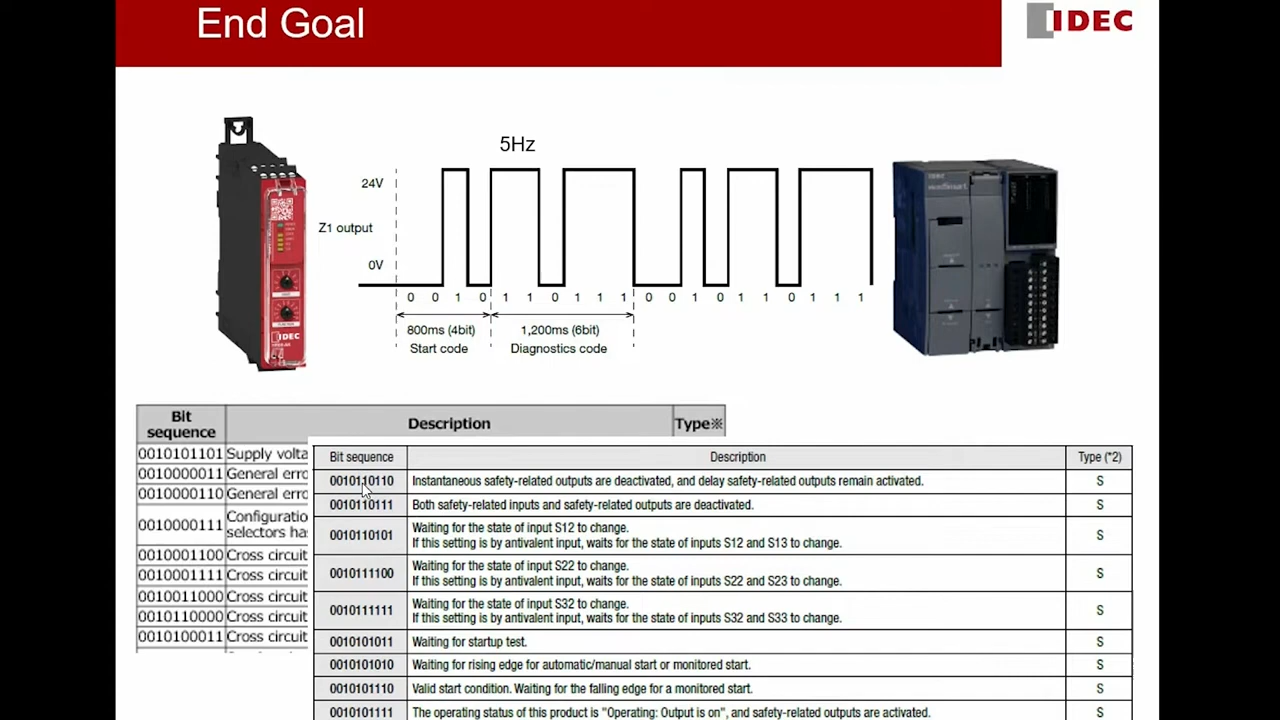 End Goal
IDEC
5Hz
24V
Z1 output
0V
0 0 1 0 1 1 0 1 1 1 0 0 1 0 1 1 0 1 1 1
800ms (4bit)
Start code
1,200ms (6bit)
Diagnostics code
IDEC
Bit sequence Description Type※
0010101101 Supply volta
0010000011 General erro
0010000110 General erro
0010000111 Configuratio
selectors ha
0010001100 Cross circuit
0010001111 Cross circuit
0010011000 Cross circuit
0010110000 Cross circuit
0010100011 Cross circuit
Bit sequence Description Type (*2)
0010110110 Instantaneous safety-related outputs are deactivated, and delay safety-related outputs remain activated. S
0010110111 Both safety-related inputs and safety-related outputs are deactivated. S
0010110101 Waiting for the state of input S12 to change. S
If this setting is by antivalent input, waits for the state of inputs S12 and S13 to change.
0010111100 Waiting for the state of input S22 to change. S
If this setting is by antivalent input, waits for the state of inputs S22 and S23 to change.
0010111111 Waiting for the state of input S32 to change. S
If this setting is by antivalent input, waits for the state of inputs S32 and S33 to change.
0010101011 Waiting for startup test. S
0010101010 Waiting for rising edge for automatic/manual start or monitored start. S
0010101110 Valid start condition. Waiting for the falling edge for a monitored start. S
0010101111 The operating status of this product is "Operating: Output is on", and safety-related outputs are activated. S